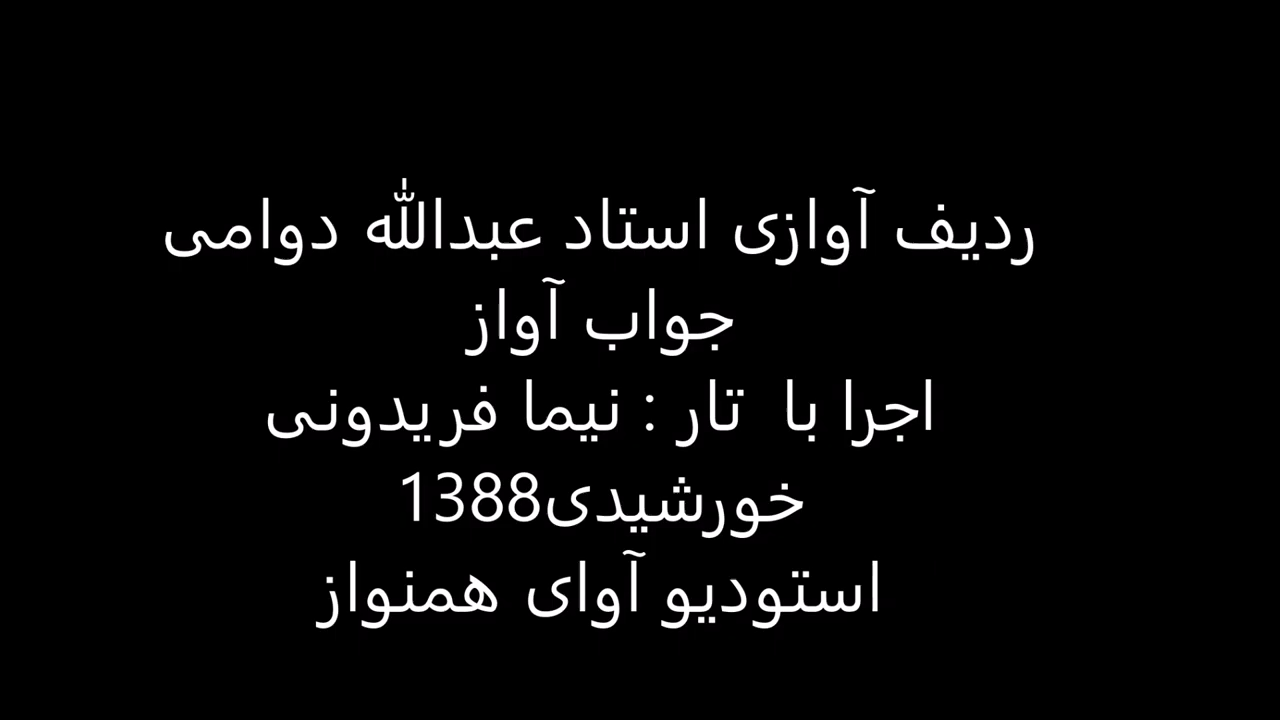 ردیف آوازی استاد عبدالله دوامی
جواب آواز
اجرا با تار : نیما فریدونی
خورشیدی1388
استودیو آوای همنواز